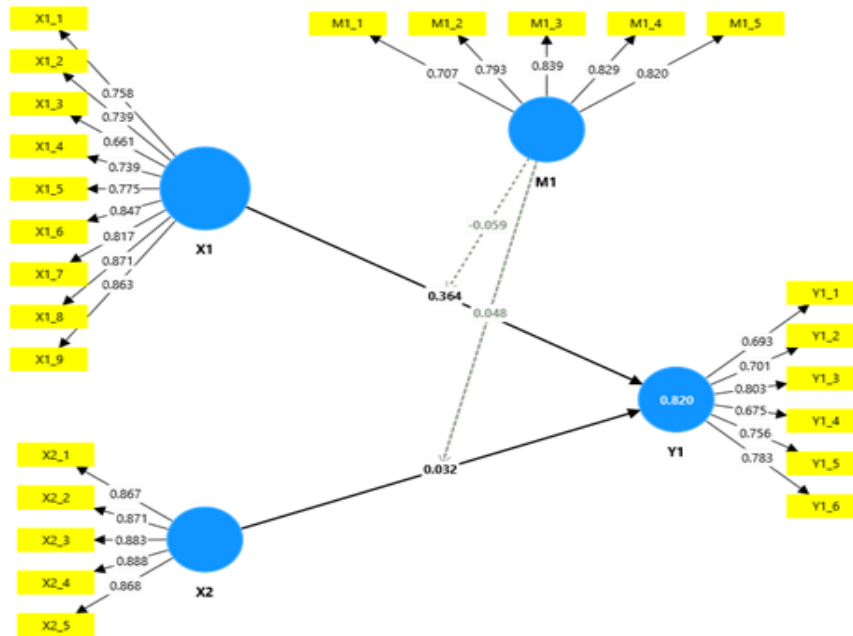 X1_1
X1_2
X1_3
X1_4
X1_5
X1_6
X1_7
X1_8
X1_9
0.758
0.739
0.661
0.739
0.775
0.847
0.817
0.871
0.863
X1
M1_1
M1_2
M1_3
M1_4
M1_5
0.707
0.793
0.839
0.829
0.820
M1
-0.059
0.364
0.048
0.032
X2_1
X2_2
X2_3
X2_4
X2_5
0.867
0.871
0.883
0.888
0.868
X2
0.820
Y1
0.693
0.701
0.803
0.675
0.756
0.783
Y1_1
Y1_2
Y1_3
Y1_4
Y1_5
Y1_6